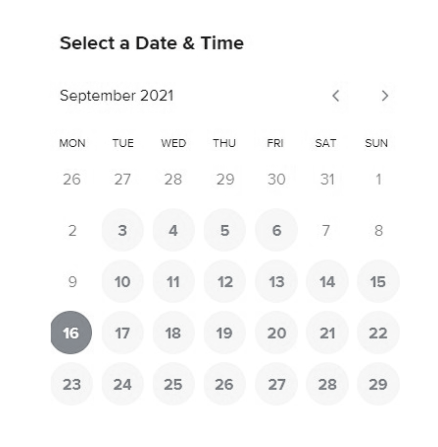 Select a Date & Time
September 2021
MON TUE WED THU FRI SAT SUN
26 27 28 29 30 31 1
2 3 4 5 6 7 8
9 10 11 12 13 14 15
16 17 18 19 20 21 22
23 24 25 26 27 28 29